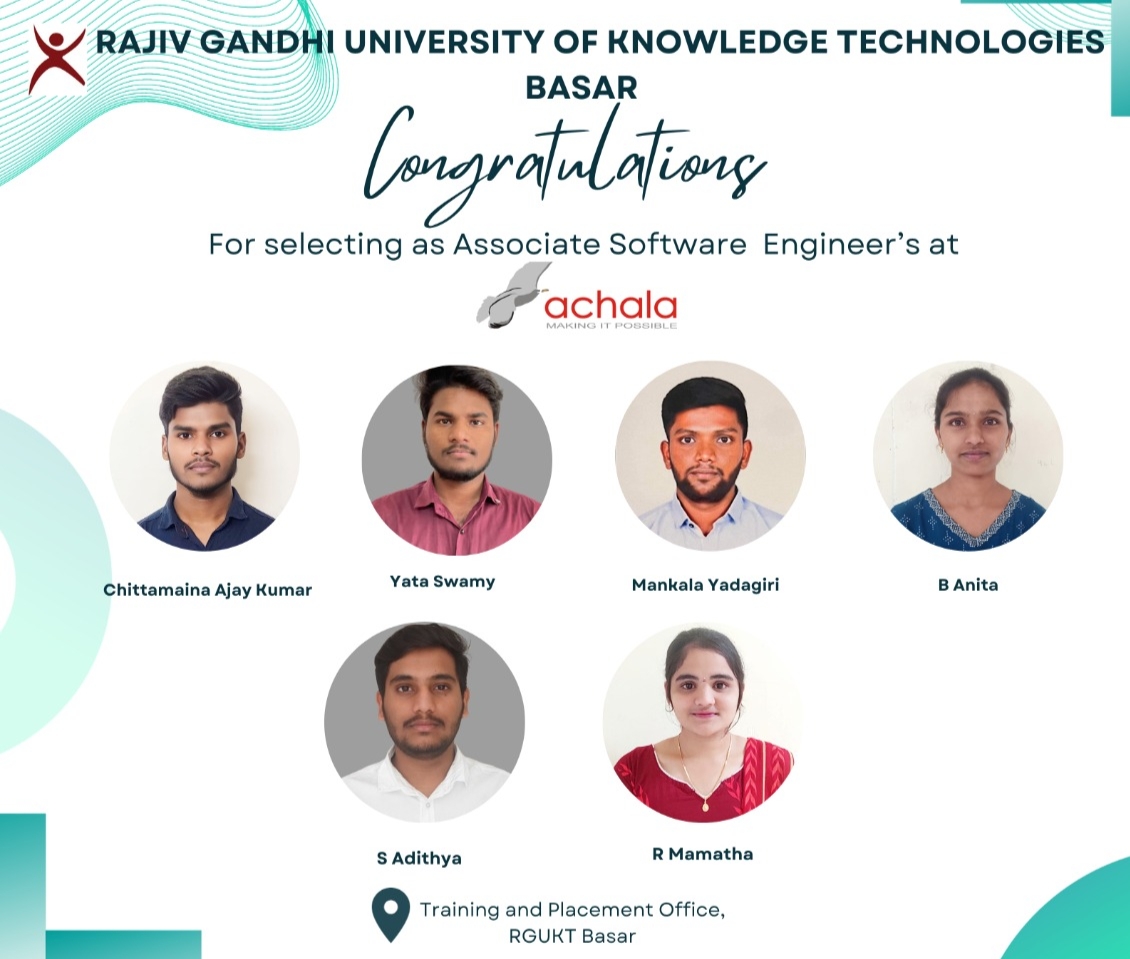 RAJIV GANDHI UNIVERSITY OF KNOWLEDGE TECHNOLOGIES
BASAR
Congratulations
For selecting as Associate Software Engineer’s at
achala
MAKING IT POSSIBLE
Chittamaina Ajay Kumar
Yata Swamy
Mankala Yadagiri
B Anita
S Adithya
R Mamatha
Training and Placement Office,
RGUKT Basar